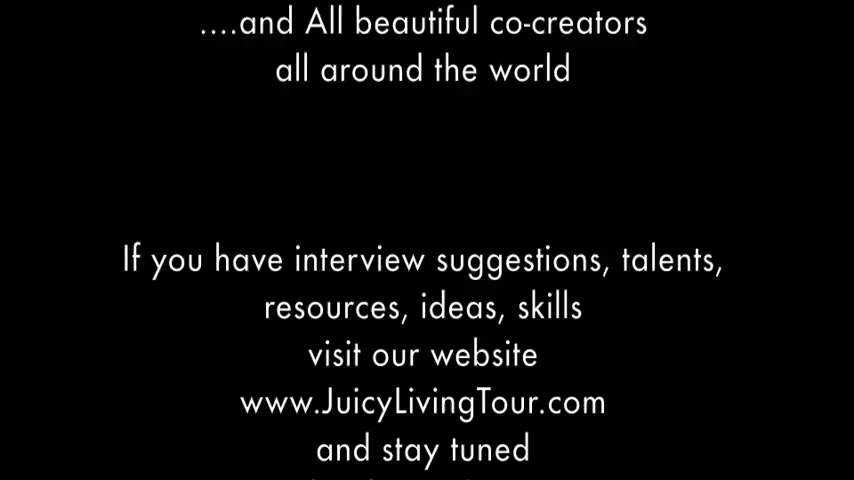 ....and All beautiful co-creators
all around the world
If you have interview suggestions, talents,
resources, ideas, skills
visit our website
www.JuicyLivingTour.com
and stay tuned